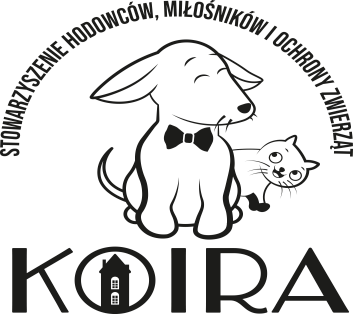 STOWARZYSZENIE HODOWCÓW, MIŁOŚNIKÓW I OCHRONY ZWIERZĄT
KOIRA